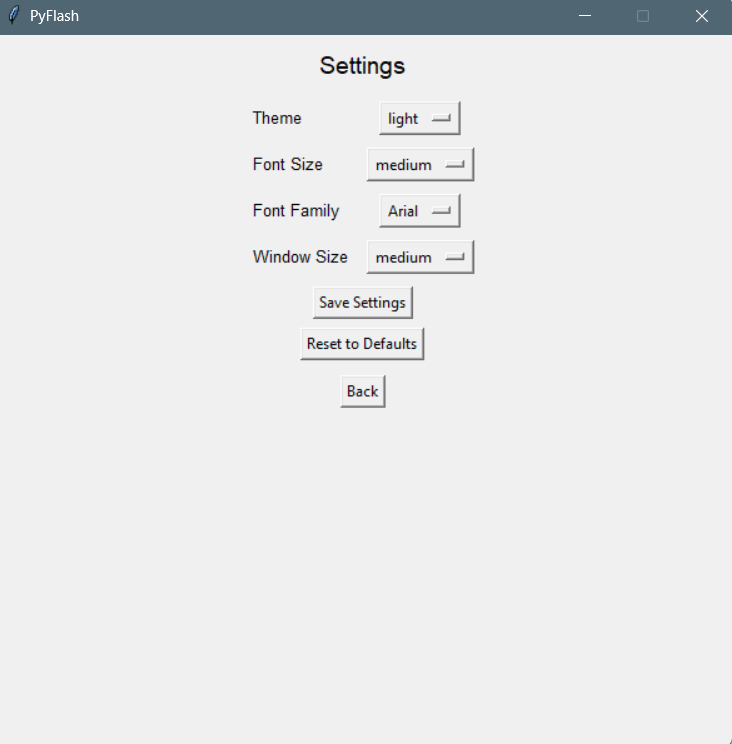 PyFlash
Settings
Theme light
Font Size medium
Font Family Arial
Window Size medium
Save Settings
Reset to Defaults
Back